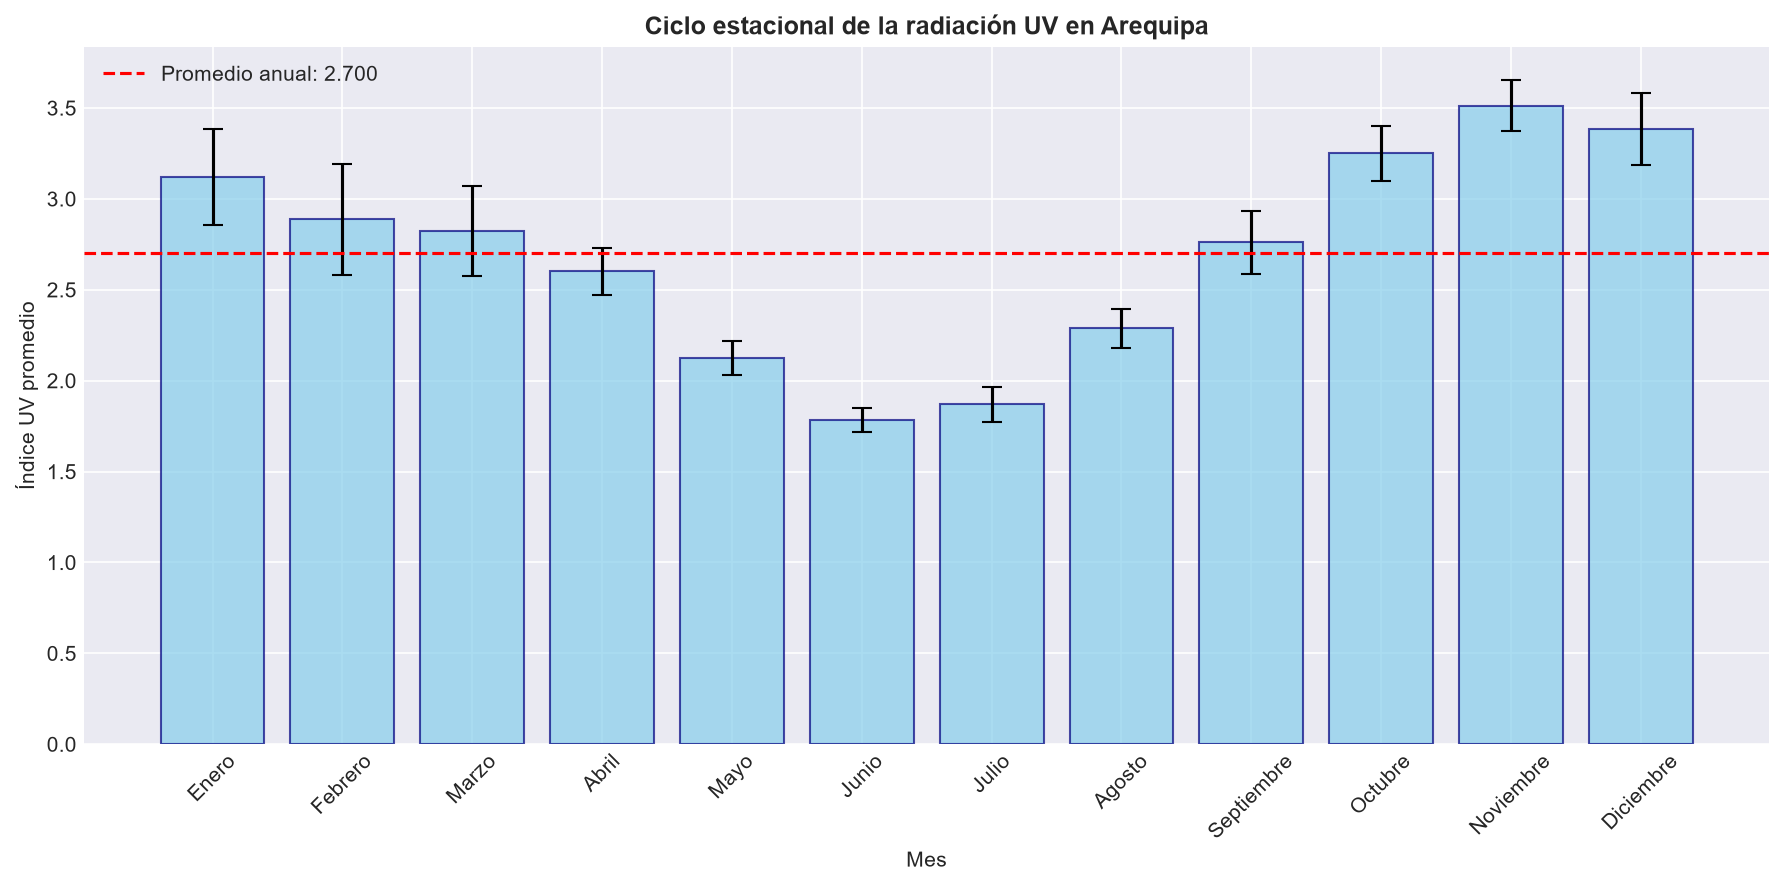 Ciclo estacional de la radiación UV en Arequipa
Promedio anual: 2.700
Índice UV promedio
3.5
3.0
2.5
2.0
1.5
1.0
0.5
0.0
Enero
Febrero
Marzo
Abril
Mayo
Junio
Julio
Agosto
Septiembre
Octubre
Noviembre
Diciembre
Mes